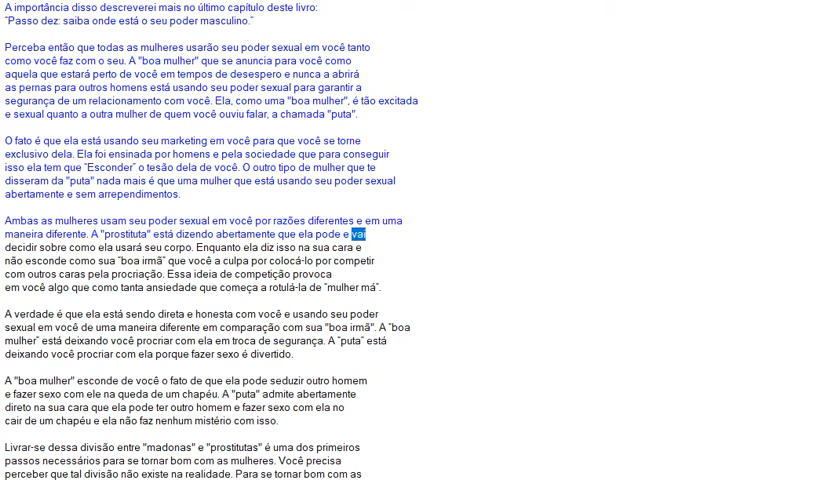 A importância disso descreverei mais no último capítulo deste livro:
“Passo dez: saiba onde está o seu poder masculino.”
Perceba então que todas as mulheres usarão seu poder sexual em você tanto
como você faz com o seu. A "boa mulher" que se anuncia para você como
aquela que estará perto de você em tempos de desespero e nunca a abrirá
as pernas para outros homens está usando seu poder sexual para garantir a
segurança de um relacionamento com você. Ela, como uma "boa mulher", é tão excitada
e sexual quanto a outra mulher de quem você ouviu falar, a chamada "puta".
O fato é que ela está usando seu marketing em você para que você se torne
exclusivo dela. Ela foi ensinada por homens e pela sociedade que para conseguir
isso ela tem que “Esconder” o tesão dela de você. O outro tipo de mulher que te
disseram da "puta" nada mais é que uma mulher que está usando seu poder sexual
abertamente e sem arrependimentos.
Ambas as mulheres usam seu poder sexual em você por razões diferentes e em uma
maneira diferente. A "prostituta" está dizendo abertamente que ela pode e vai
decidir sobre como ela usará seu corpo. Enquanto ela diz isso na sua cara e
não esconde como sua “boa irmã” que você a culpa por colocá-lo por competir
com outros caras pela procriação. Essa ideia de competição provoca
em você algo que como tanta ansiedade que começa a rotulá-la de “mulher má”.
A verdade é que ela está sendo direta e honesta com você e usando seu poder
sexual em você de uma maneira diferente em comparação com sua "boa irmã". A “boa
mulher” está deixando você procriar com ela em troca de segurança. A “puta” está
deixando você procriar com ela porque fazer sexo é divertido.
A "boa mulher" esconde de você o fato de que ela pode seduzir outro homem
e fazer sexo com ele na queda de um chapéu. A "puta" admite abertamente
direto na sua cara que ela pode ter outro homem e fazer sexo com ela no
cair de um chapéu e ela não faz nenhum mistério com isso.
Livrar-se dessa divisão entre "madonas" e "prostitutas" é uma dos primeiros
passos necessários para se tornar bom com as mulheres. Você precisa
perceber que tal divisão não existe na realidade. Para se tornar bom com as